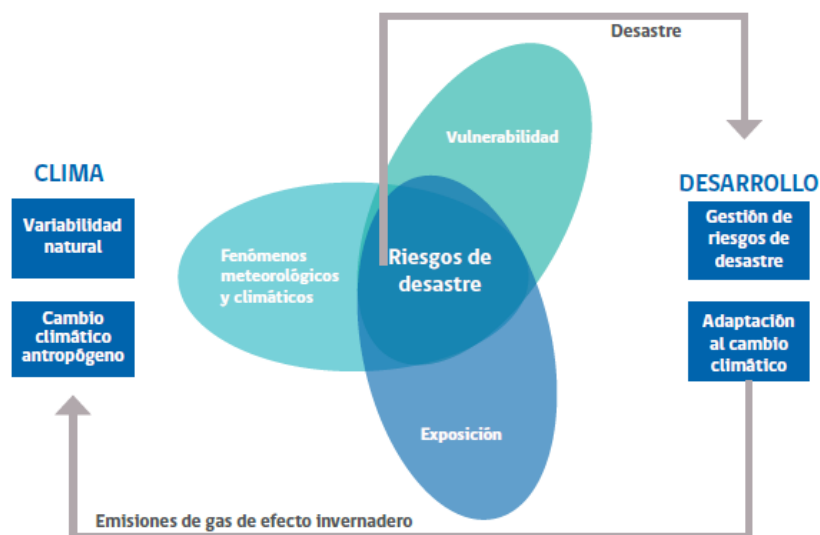 Desastre
Vulnerabilidad
CLIMA
Variabilidad
natural
Cambio
climático
antropógeno
Fenómenos
meteorológicos
y climáticos
Riesgos de
desastre
Exposición
DESARROLLO
Gestión de
riesgos de
desastre
Adaptación
al cambio
climático
Emisiones de gas de efecto invernadero